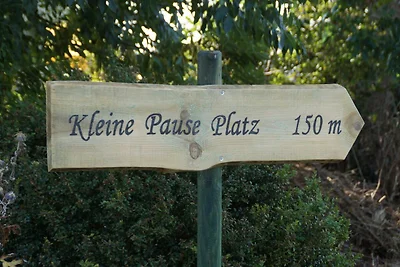 Kleine Pause Platz 150 m